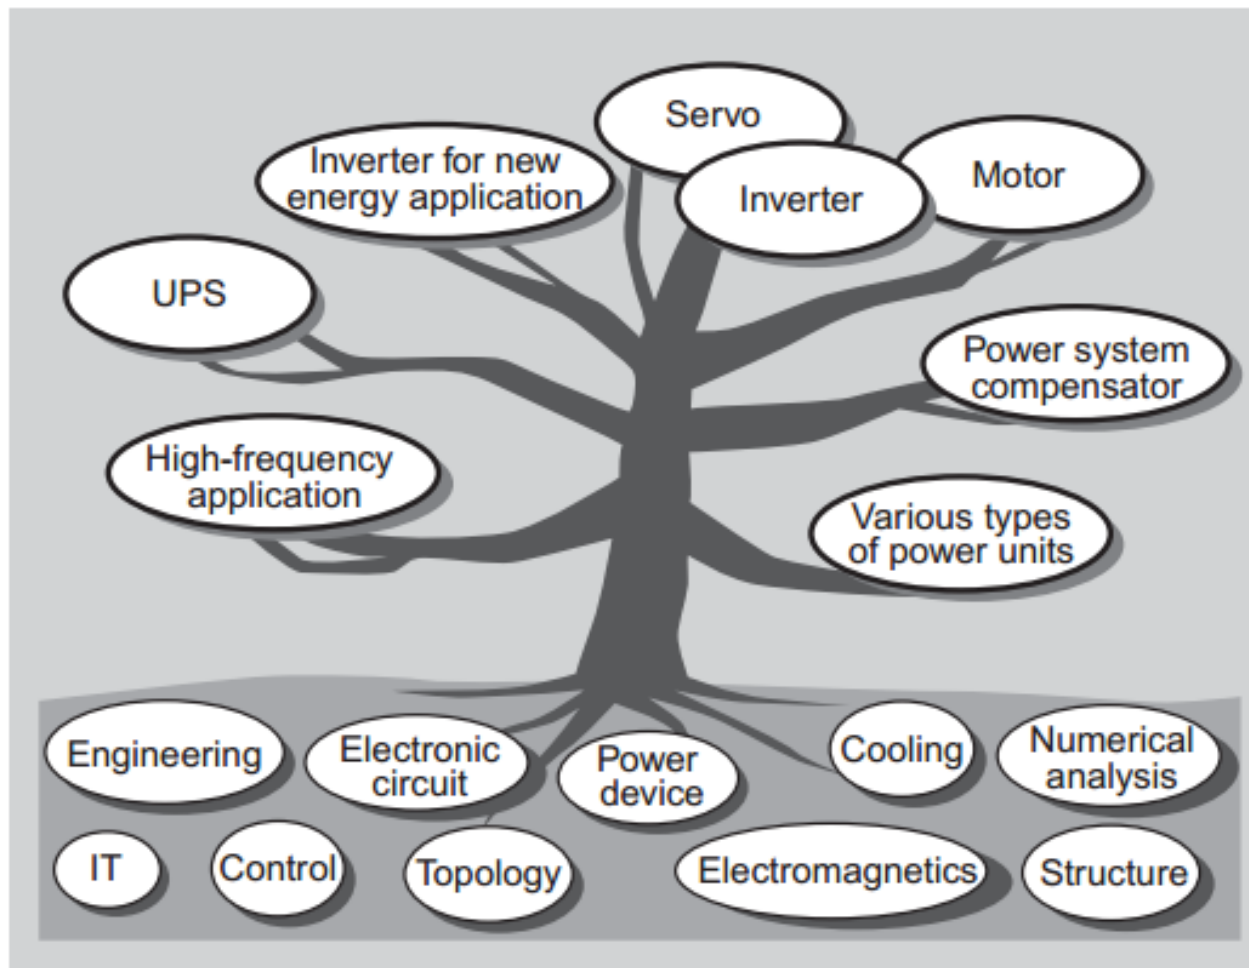 Servo
Inverter for new
energy application
Inverter
Motor
UPS
Power system
compensator
High-frequency
application
Various types
of power units
Engineering
Electronic
circuit
Power
device
Cooling
Numerical
analysis
IT
Control
Topology
Electromagnetics
Structure